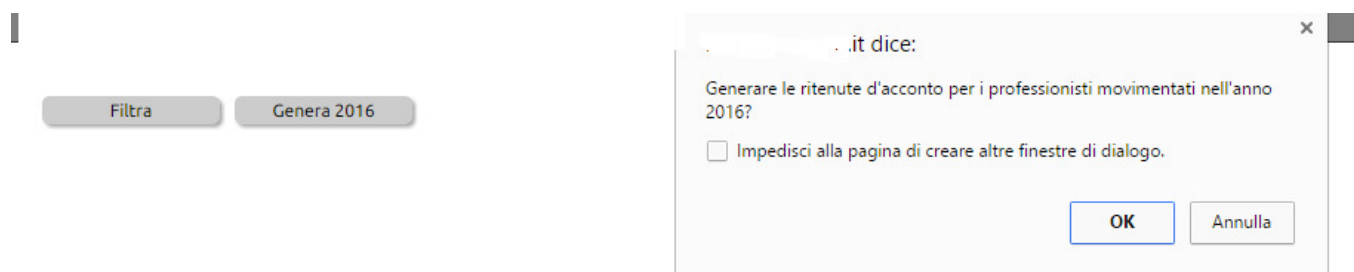 .it dice:
Filtra
Genera 2016
Generare le ritenute d'acconto per i professionisti movimentati nell'anno
2016?
Impedisci alla pagina di creare altre finestre di dialogo.
OK
Annulla